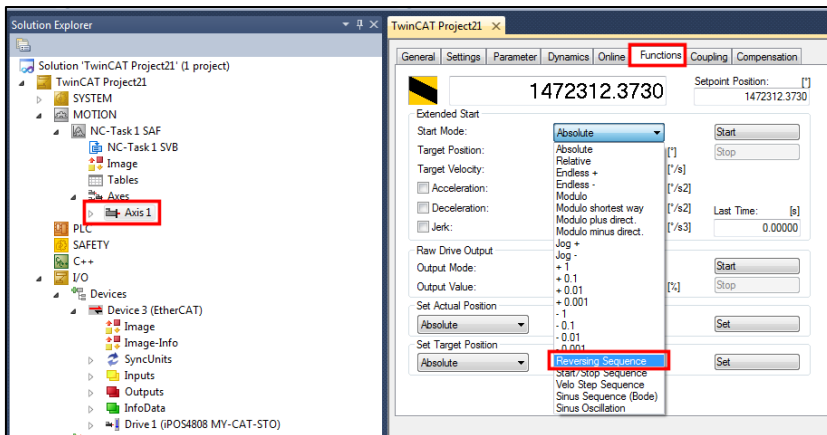 Solution Explorer
Solution 'TwinCAT Project21' (1 project)
TwinCAT Project21
SYSTEM
MOTION
NC-Task 1 SAF
NC-Task 1 SVB
Image
Tables
Axes
Axis 1
PLC
SAFETY
C++
I/O
Devices
Device 3 (EtherCAT)
Image
Image-Info
SyncUnits
Inputs
Outputs
InfoData
Drive 1 (iPOS4808 MY-CAT-STO)
TwinCAT Project21
General Settings Parameter Dynamics Online Functions Coupling Compensation
1472312.3730
Setpoint Position: [°]
1472312.3730
Extended Start
Start Mode: Absolute Start
Target Position: [°] Stop
Target Velocity: [°/s]
Acceleration: [°/s2]
Deceleration: [°/s2] Last Time: [s]
Jerk: [°/s3] 0.00000
Absolute
Relative
Endless +
Endless -
Modulo
Modulo shortest way
Modulo plus direct.
Modulo minus direct.
Jog +
Jog -
+ 1
+ 0.1
+ 0.01
+ 0.001
- 1
- 0.1
- 0.01
- 0.001
Reversing Sequence
Start/Stop Sequence
Velo Step Sequence
Sinus Sequence (Bode)
Sinus Oscillation
Raw Drive Output
Output Mode: Start
Output Value: [%] Stop
Set Actual Position
Absolute Set
Set Target Position
Absolute Set